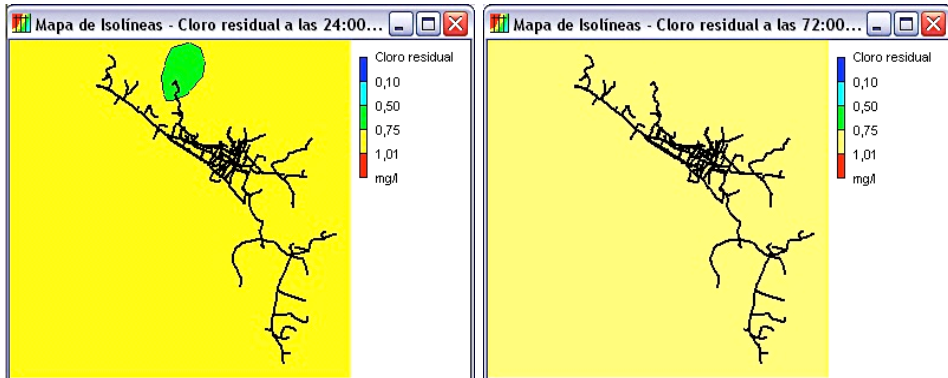 Mapa de Isolíneas - Cloro residual a las 24:00...
Cloro residual
0,10
0,50
0,75
1,01
mg/l
Mapa de Isolíneas - Cloro residual a las 72:00...
Cloro residual
0,10
0,50
0,75
1,01
mg/l